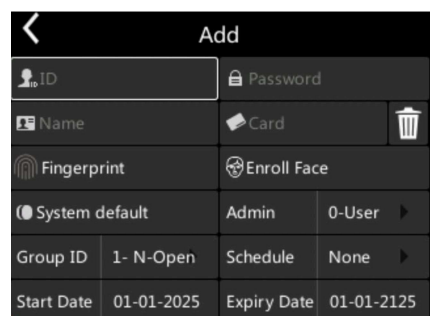 Add
ID Password
Name Card
Fingerprint Enroll Face
System default Admin 0-User
Group ID 1- N-Open Schedule None
Start Date 01-01-2025 Expiry Date 01-01-2125